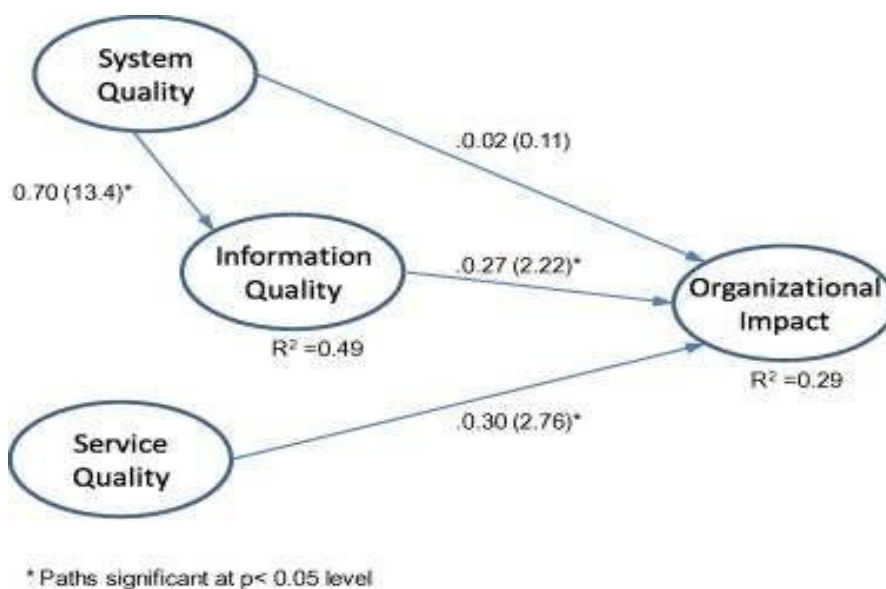 System
Quality
.0.02 (0.11)
0.70 (13.4)*
Information
Quality
.0.27 (2.22)*
Organizational
Impact
R² =0.49
R² =0.29
.0.30 (2.76)*
Service
Quality
* Paths significant at p< 0.05 level